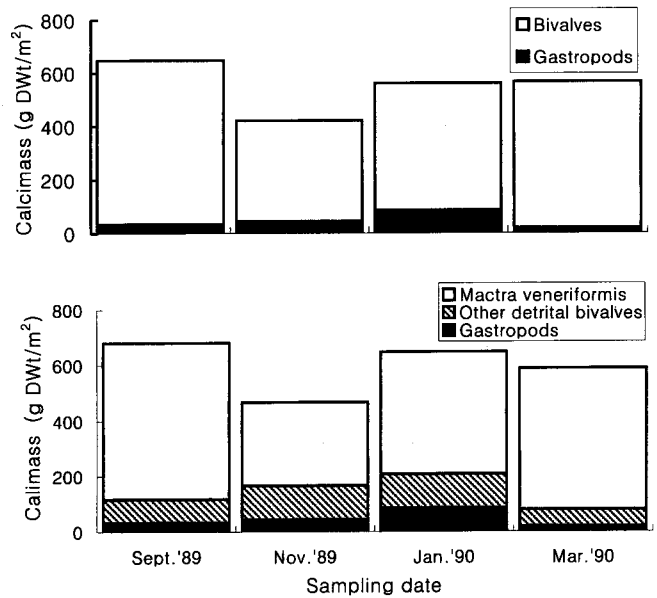 800
600
400
200
0
Calcimass (g DWt/m²)
Bivalves
Gastropods
800
600
400
200
0
Calimass (g DWt/m²)
Mactra veneriformis
Other detrital bivalves
Gastropods
Sept.'89
Nov.'89
Jan.'90
Mar.'90
Sampling date